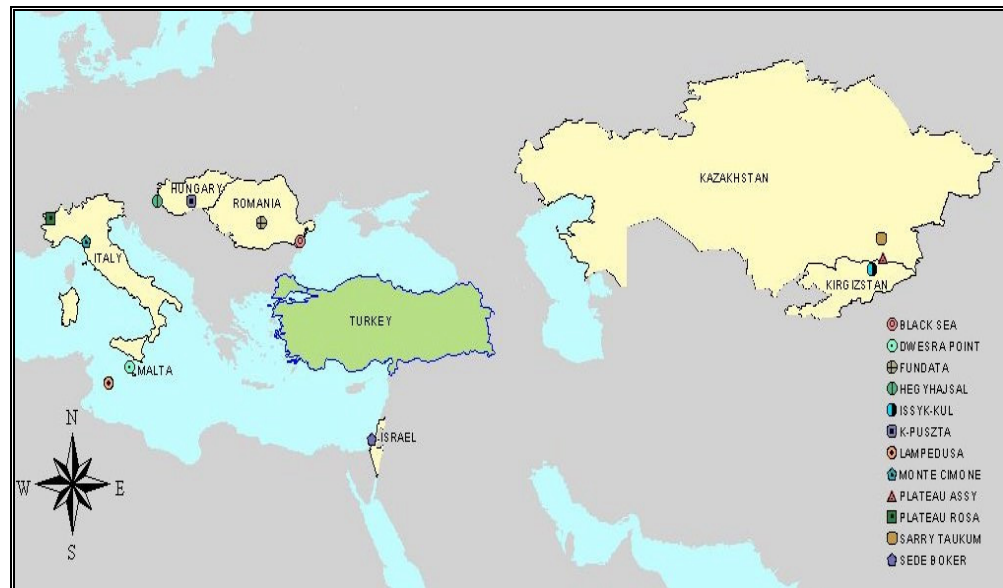 KAZAKHSTAN
HUNGARY
ROMANIA
ITALY
KIRGIZSTAN
TURKEY
MALTA
ISRAEL
N
W E
S
BLACK SEA
DWESRA POINT
FUNDATA
HEGYHAJSAL
ISSYK-KUL
K-PUSZTA
LAMPEDUSA
MONTE CIMONE
PLATEAU ASSY
PLATEAU ROSA
SARRY TAUKUM
SEDE BOKER